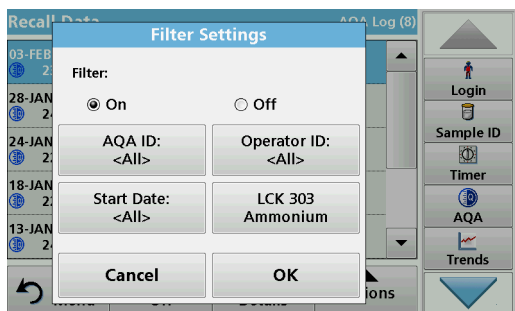 Recall Data
AQA Log (8)
Filter Settings
03-FEB
Filter:
On
Off
28-JAN
AQA ID:
<All>
Operator ID:
<All>
24-JAN
18-JAN
Start Date:
<All>
LCK 303
Ammonium
13-JAN
Cancel
OK
Login
Sample ID
Timer
AQA
Trends